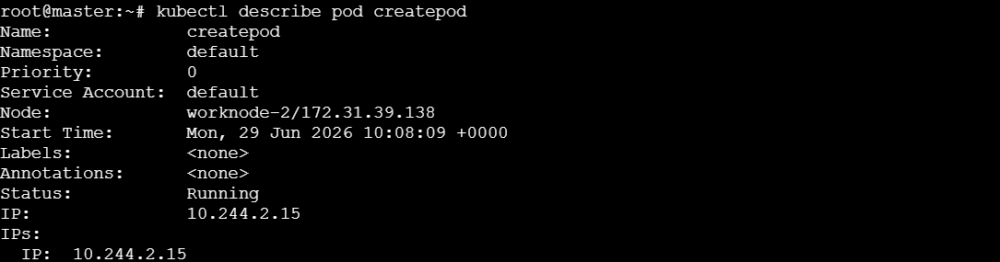 root@master:~# kubectl describe pod createpod
Name:             createpod
Namespace:        default
Priority:         0
Service Account:  default
Node:             worknode-2/172.31.39.138
Start Time:       Mon, 29 Jun 2026 10:08:09 +0000
Labels:           <none>
Annotations:      <none>
Status:           Running
IP:               10.244.2.15
IPs:
  IP:  10.244.2.15